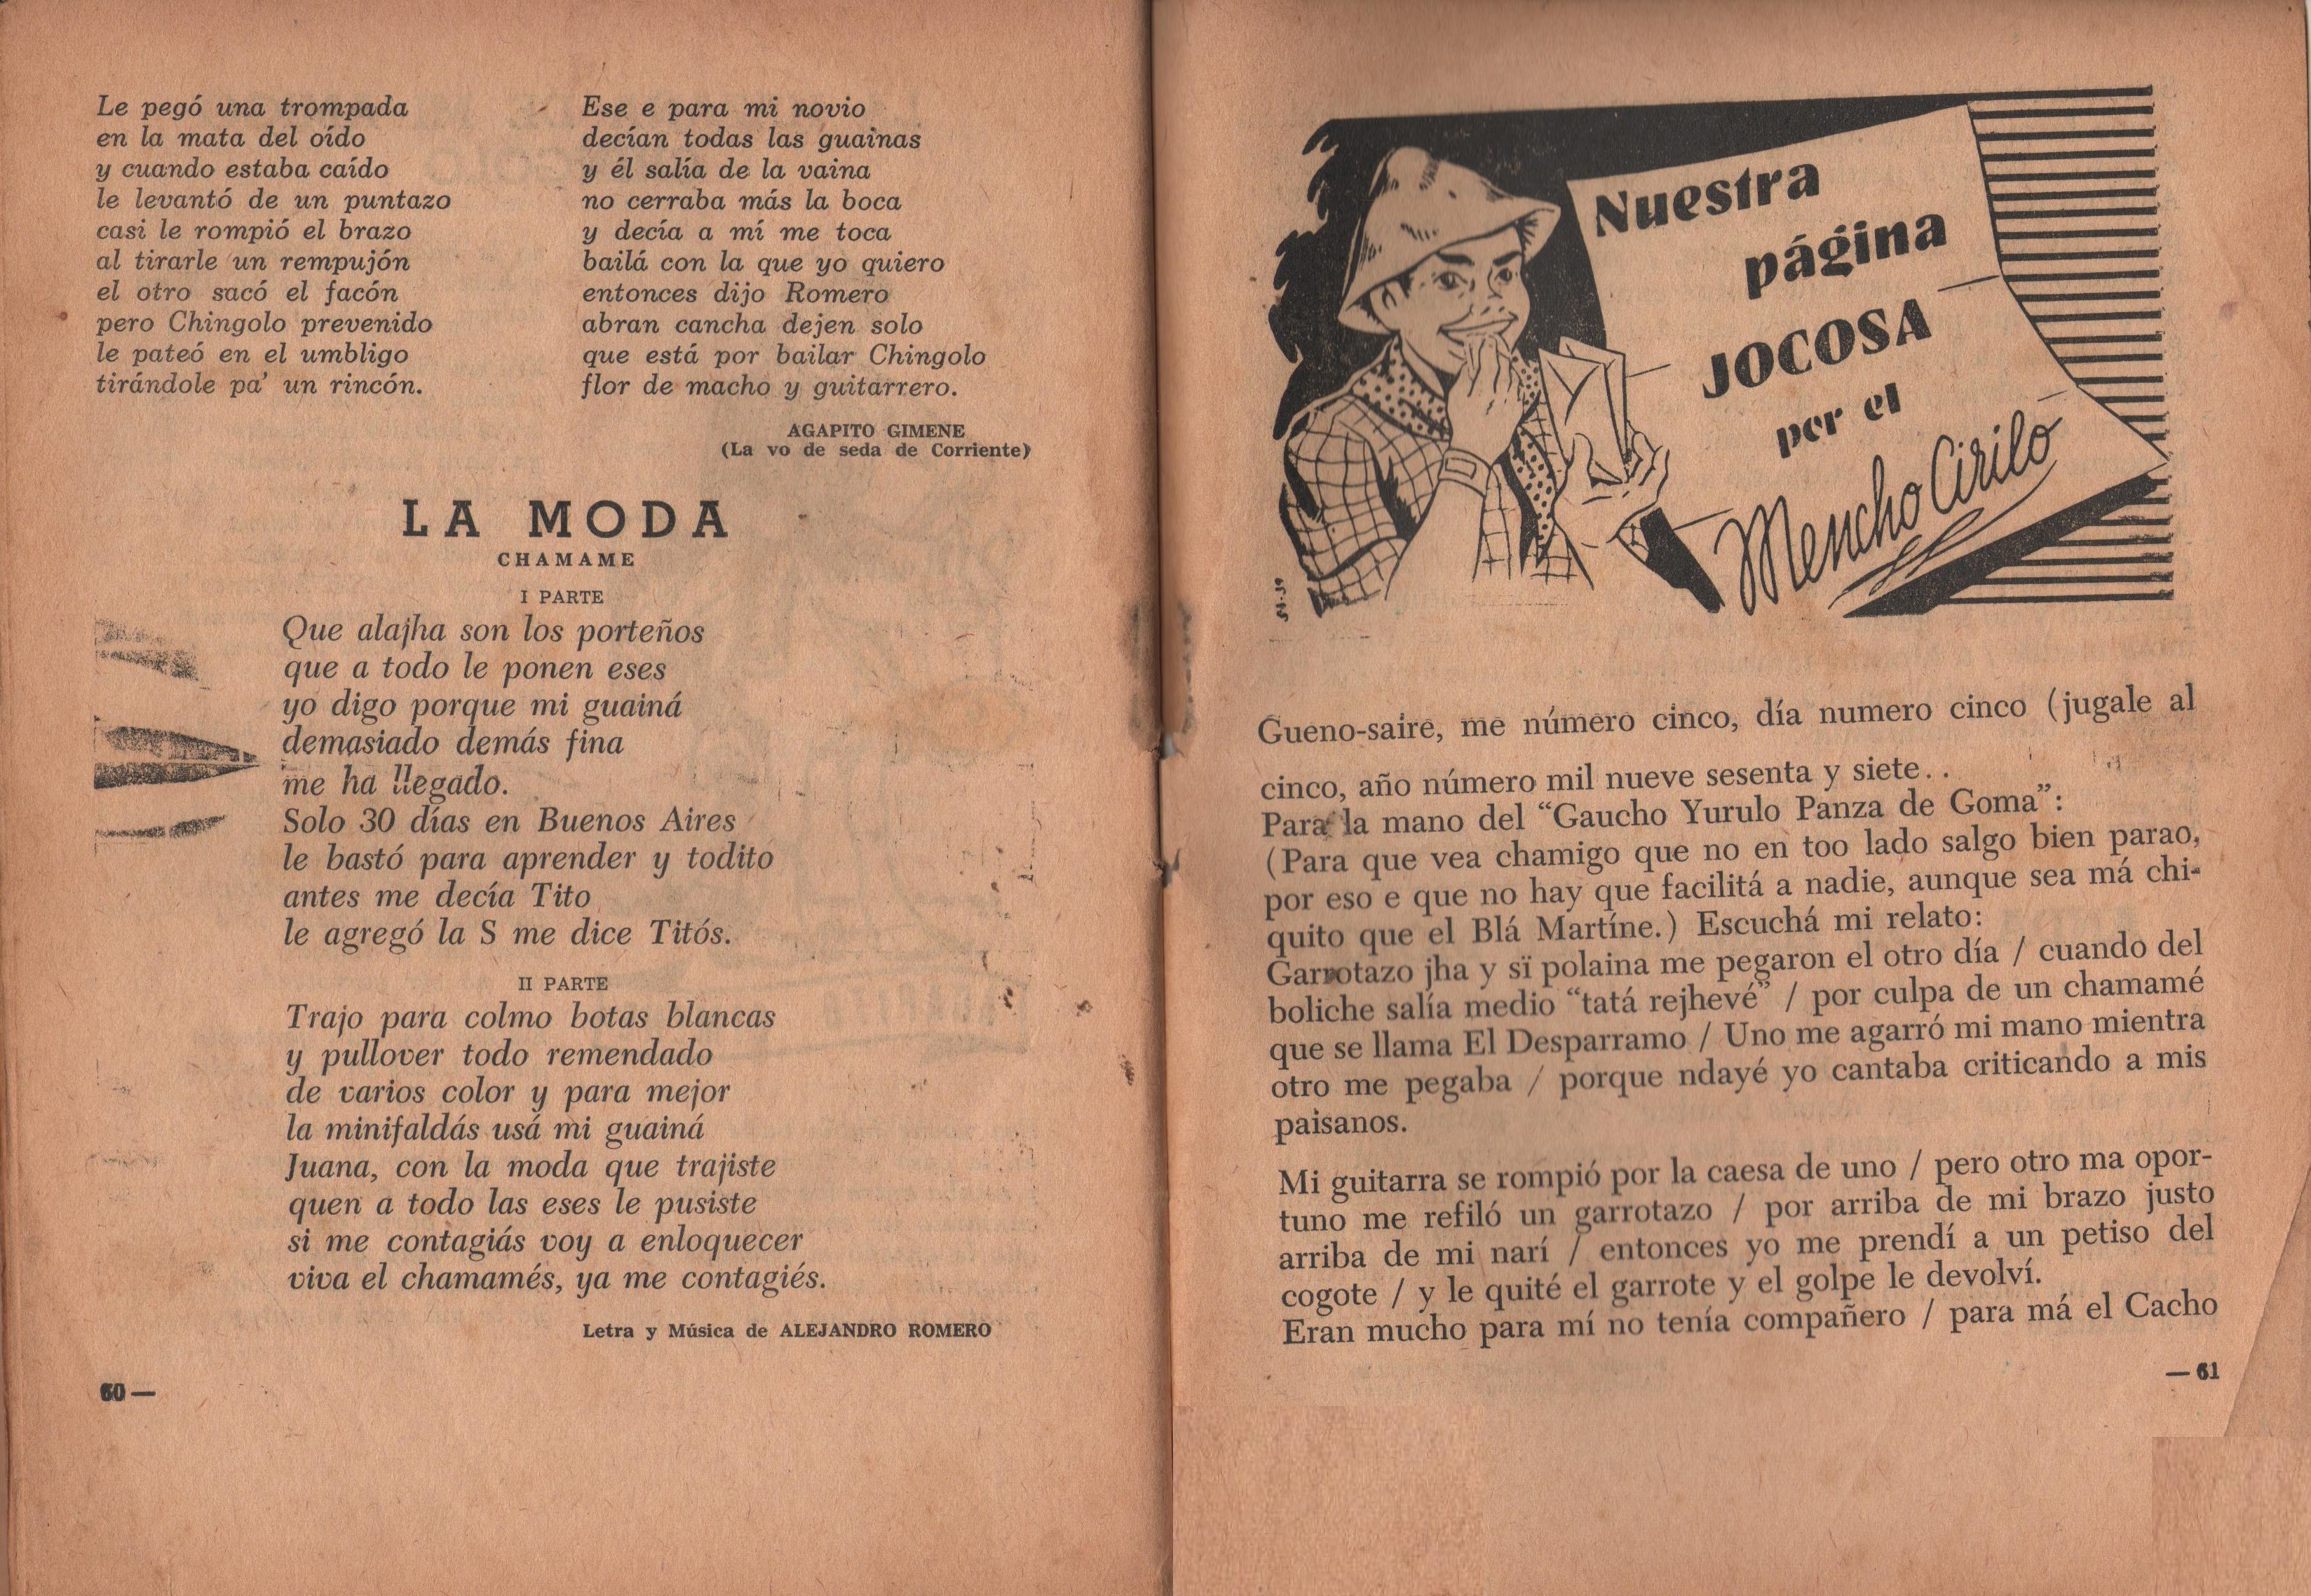 Le pegó una trompada
en la mata del oído
y cuando estaba caído
le levantó de un puntazo
casi le rompió el brazo
al tirarle un rempujón
el otro sacó el facón
pero Chingolo prevenido
le pateó en el umbligo
tirándole pa' un rincón.
Ese e para mi novio
decían todas las guainas
y él salía de la vaina
no cerraba más la boca
y decía a mí me toca
bailá con la que yo quiero
entonces dijo Romero
abran cancha dejen solo
que está por bailar Chingolo
flor de macho y guitarrero.
AGAPITO GIMENE
(La vo de seda de Corriente)
LA MODA
CHAMAME
I PARTE
Que alajha son los porteños
que a todo le ponen eses
yo digo porque mi guainá
demasiado demás fina
me ha llegado.
Solo 30 días en Buenos Aires
le bastó para aprender y todito
antes me decía Tito
le agregó la S me dice Titós.
II PARTE
Trajo para colmo botas blancas
y pullover todo remendado
de varios color y para mejor
la minifaldás usá mi guainá
Juana, con la moda que trajiste
quen a todo las eses le pusiste
si me contagiás voy a enloquecer
viva el chamamés, ya me contagiés.
Letra y Música de ALEJANDRO ROMERO
60 —
Nuestra
página
JOCOSA
por el
Mencho Cirilo
Gueno-saire, me número cinco, día numero cinco (jugale al
cinco, año número mil nueve sesenta y siete..
Para la mano del “Gaucho Yurulo Panza de Goma”:
(Para que vea chamigo que no en too lado salgo bien parao,
por eso e que no hay que facilitá a nadie, aunque sea má chi-
quito que el Blá Martíne.) Escuchá mi relato:
Garrotazo jha y sï polaina me pegaron el otro día / cuando del
boliche salía medio “tatá rejhevé” / por culpa de un chamamé
que se llama El Desparramo / Uno me agarró mi mano mientra
otro me pegaba / porque ndayé yo cantaba criticando a mis
paisanos.
Mi guitarra se rompió por la caesa de uno / pero otro ma opor-
tuno me refiló un garrotazo / por arriba de mi brazo justo
arriba de mi narí / entonces yo me prendí a un petiso del
cogote / y le quité el garrote y el golpe le devolví.
Eran mucho para mí no tenía compañero / para má el Cacho
— 61